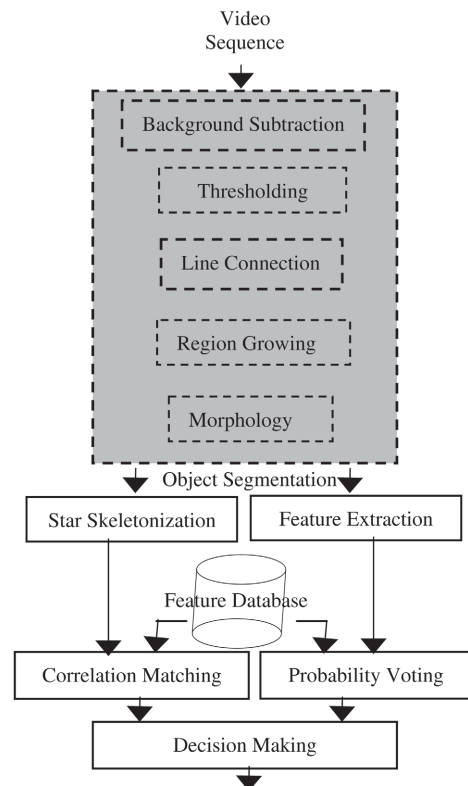 Video
Sequence
Background Subtraction
Thresholding
Line Connection
Region Growing
Morphology
Object Segmentation
Star Skeletonization
Feature Extraction
Feature Database
Correlation Matching
Probability Voting
Decision Making